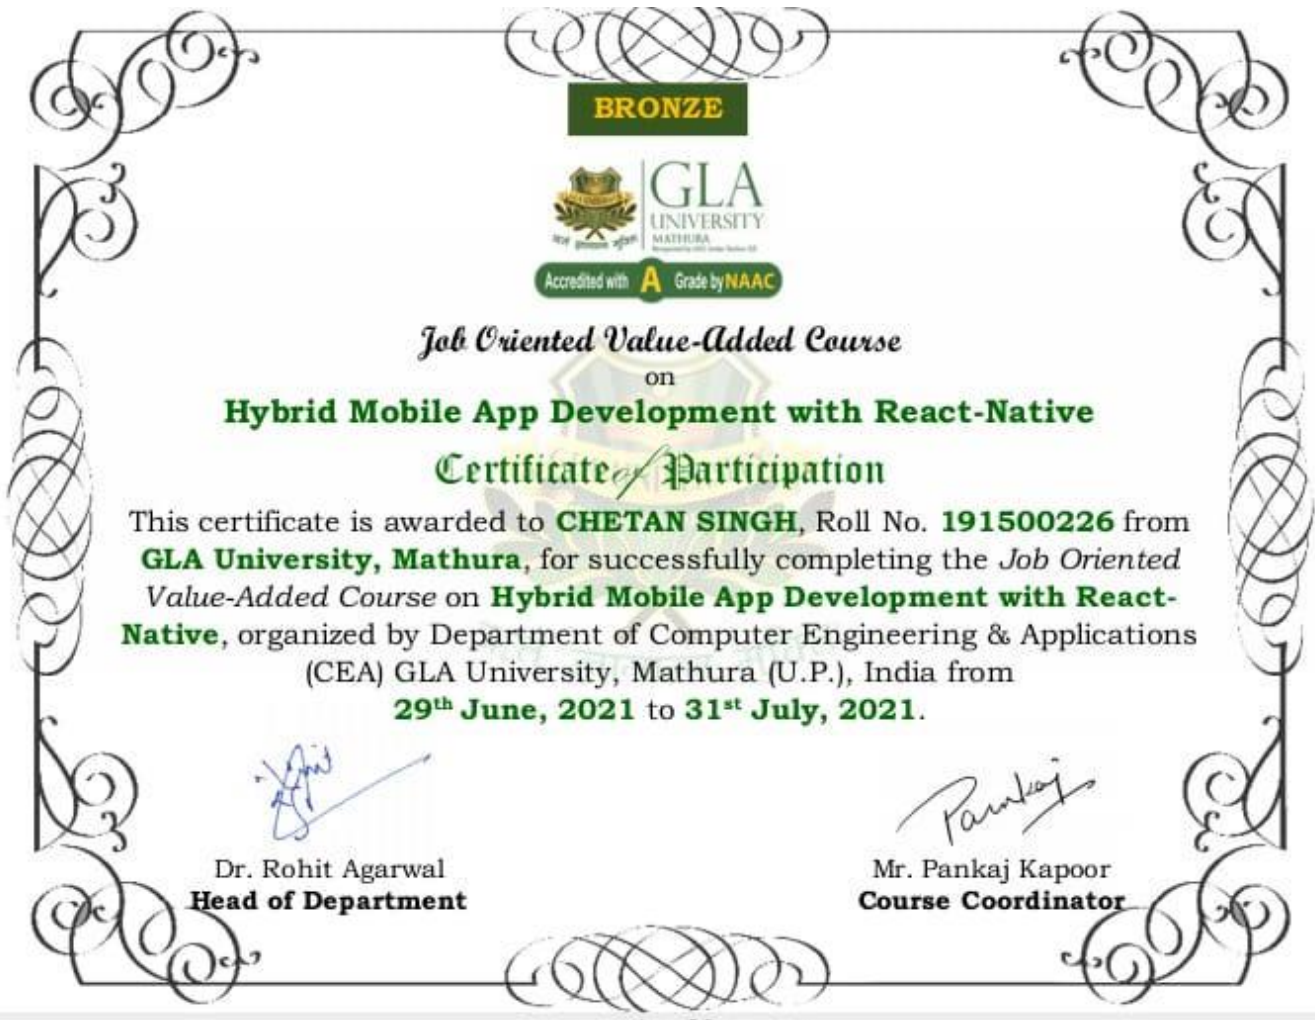 BRONZE
GLA
UNIVERSITY
MATHURA
Accredited with A Grade by NAAC
Job Oriented Value-Added Course
on
Hybrid Mobile App Development with React-Native
Certificate of Participation
This certificate is awarded to CHETAN SINGH, Roll No. 191500226 from
GLA University, Mathura, for successfully completing the Job Oriented
Value-Added Course on Hybrid Mobile App Development with React-
Native, organized by Department of Computer Engineering & Applications
(CEA) GLA University, Mathura (U.P.), India from
29th June, 2021 to 31st July, 2021.
Pankaj
Dr. Rohit Agarwal
Mr. Pankaj Kapoor
Head of Department
Course Coordinator